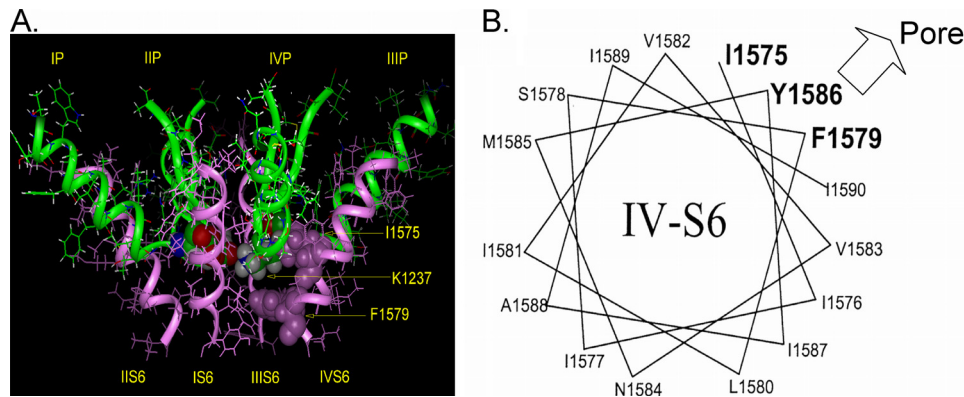 A.
IP IIP IVP IIIP
I1575
K1237
F1579
IIS6 IS6 IIIS6 IVS6
B.
Pore
V1582
I1589
I1575
S1578
Y1586
M1585
F1579
I1590
IV-S6
I1581
V1583
A1588
I1576
I1577
I1587
N1584
L1580